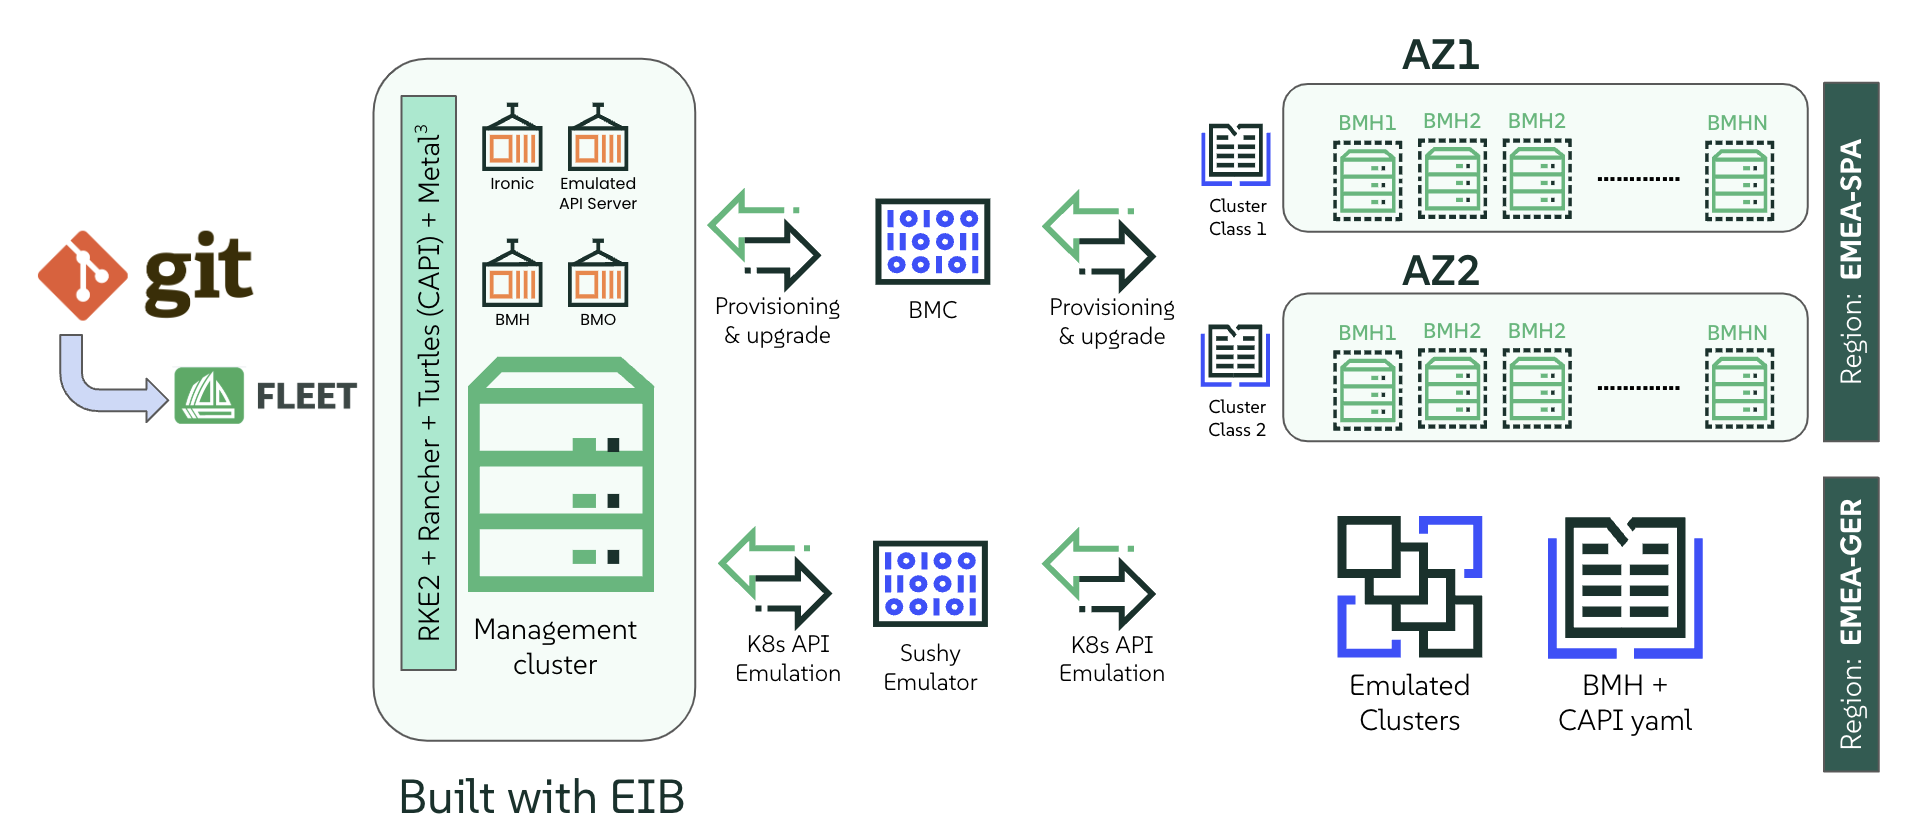 git
FLEET
RKE2 + Rancher + Turtles (CAPI) + Metal³
Ironic
Emulated
API Server
BMH
BMO
Management
cluster
Built with EIB
Provisioning
& upgrade
BMC
Provisioning
& upgrade
K8s API
Emulation
Sushy
Emulator
K8s API
Emulation
Cluster
Class 1
AZ1
BMH1
BMH2
BMH2
BMHN
Cluster
Class 2
AZ2
BMH1
BMH2
BMH2
BMHN
Region: EMEA-SPA
Emulated
Clusters
BMH +
CAPI yaml
Region: EMEA-GER